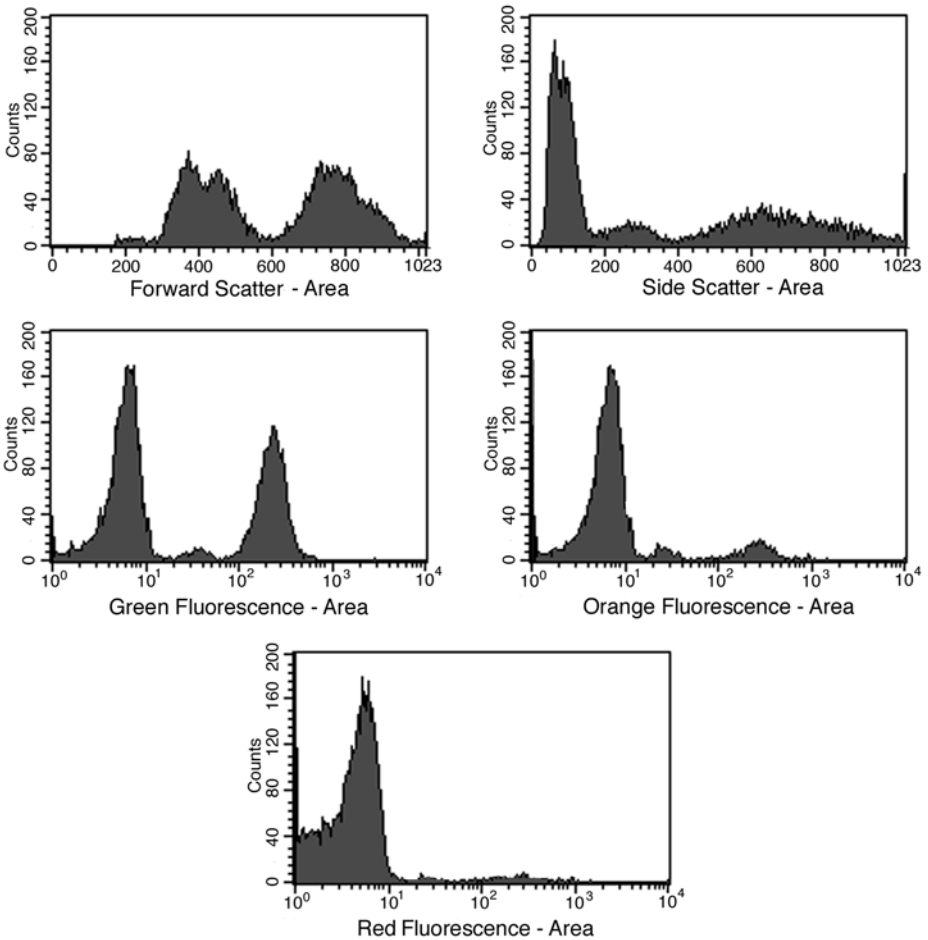 200
160
120
80
40
0
Counts
0 200 400 600 800 1023
Forward Scatter - Area
200
160
120
80
40
0
Counts
0 200 400 600 800 1023
Side Scatter - Area
200
160
120
80
40
0
Counts
10^0 10^1 10^2 10^3 10^4
Green Fluorescence - Area
200
160
120
80
40
0
Counts
10^0 10^1 10^2 10^3 10^4
Orange Fluorescence - Area
200
160
120
80
40
0
Counts
10^0 10^1 10^2 10^3 10^4
Red Fluorescence - Area